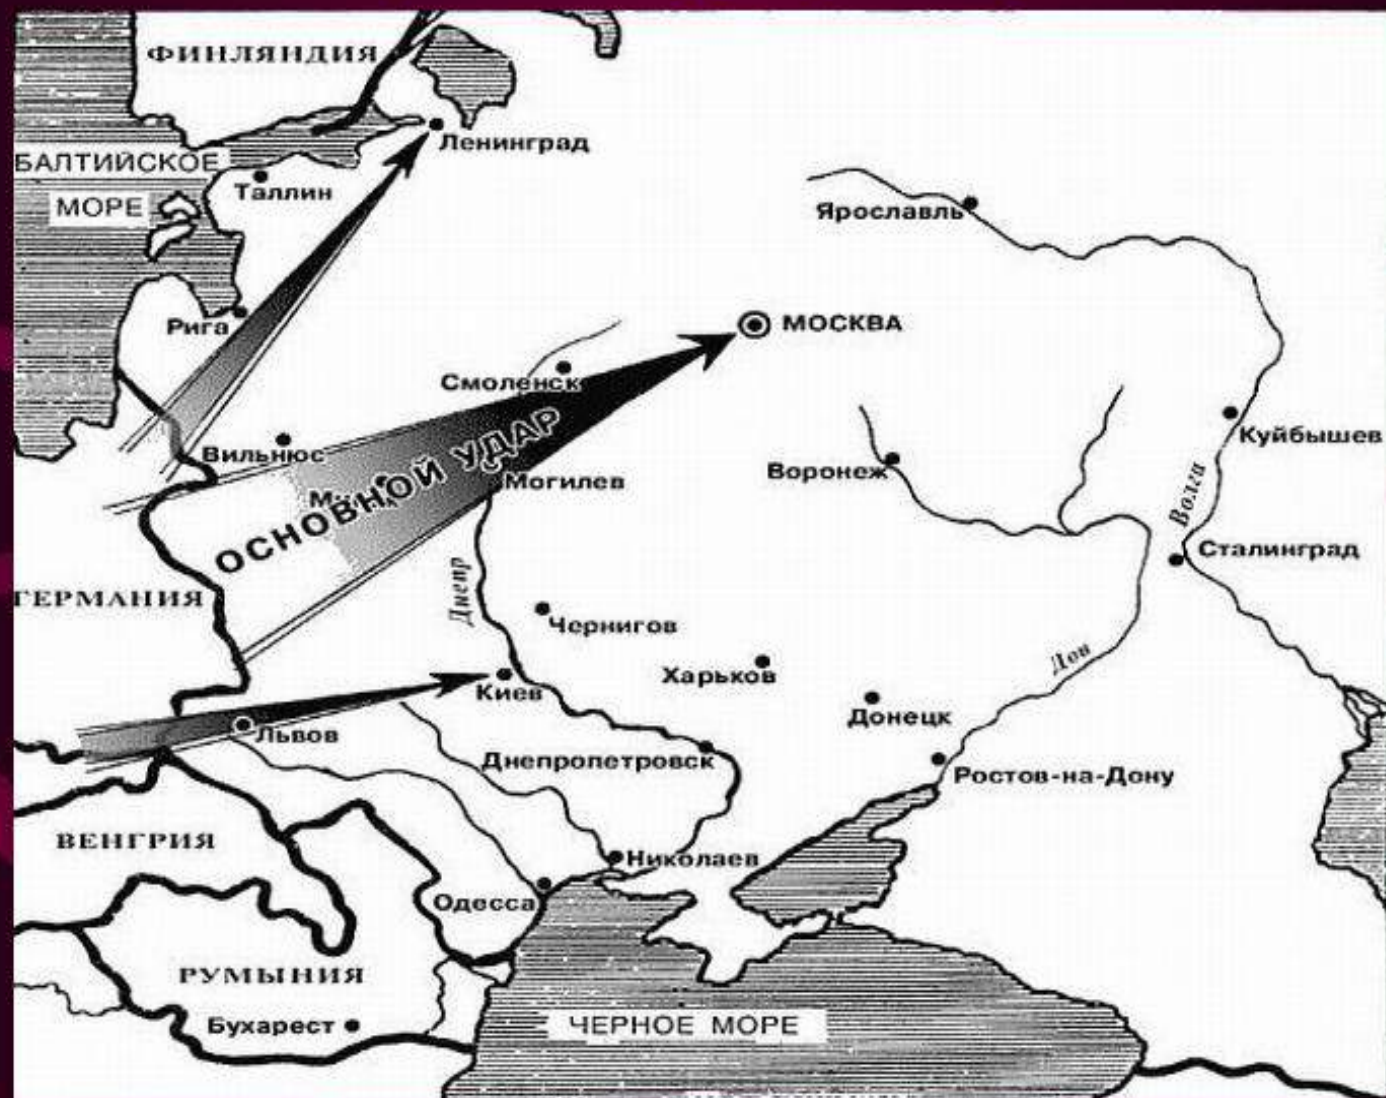 ФИНЛЯНДИЯ
Ленинград
БАЛТИЙСКОЕ
МОРЕ
Таллин
Ярославль
Рига
МОСКВА
Смоленск
Куйбышев
Вильнюс
Воронеж
Могилев
ОСНОВНОЙ УДАР
Волга
Сталинград
ГЕРМАНИЯ
Днепр
Чернигов
Харьков
Дон
Киев
Донецк
Львов
Днепропетровск
Ростов-на-Дону
ВЕНГРИЯ
Николаев
Одесса
РУМЫНИЯ
Бухарест
ЧЕРНОЕ МОРЕ